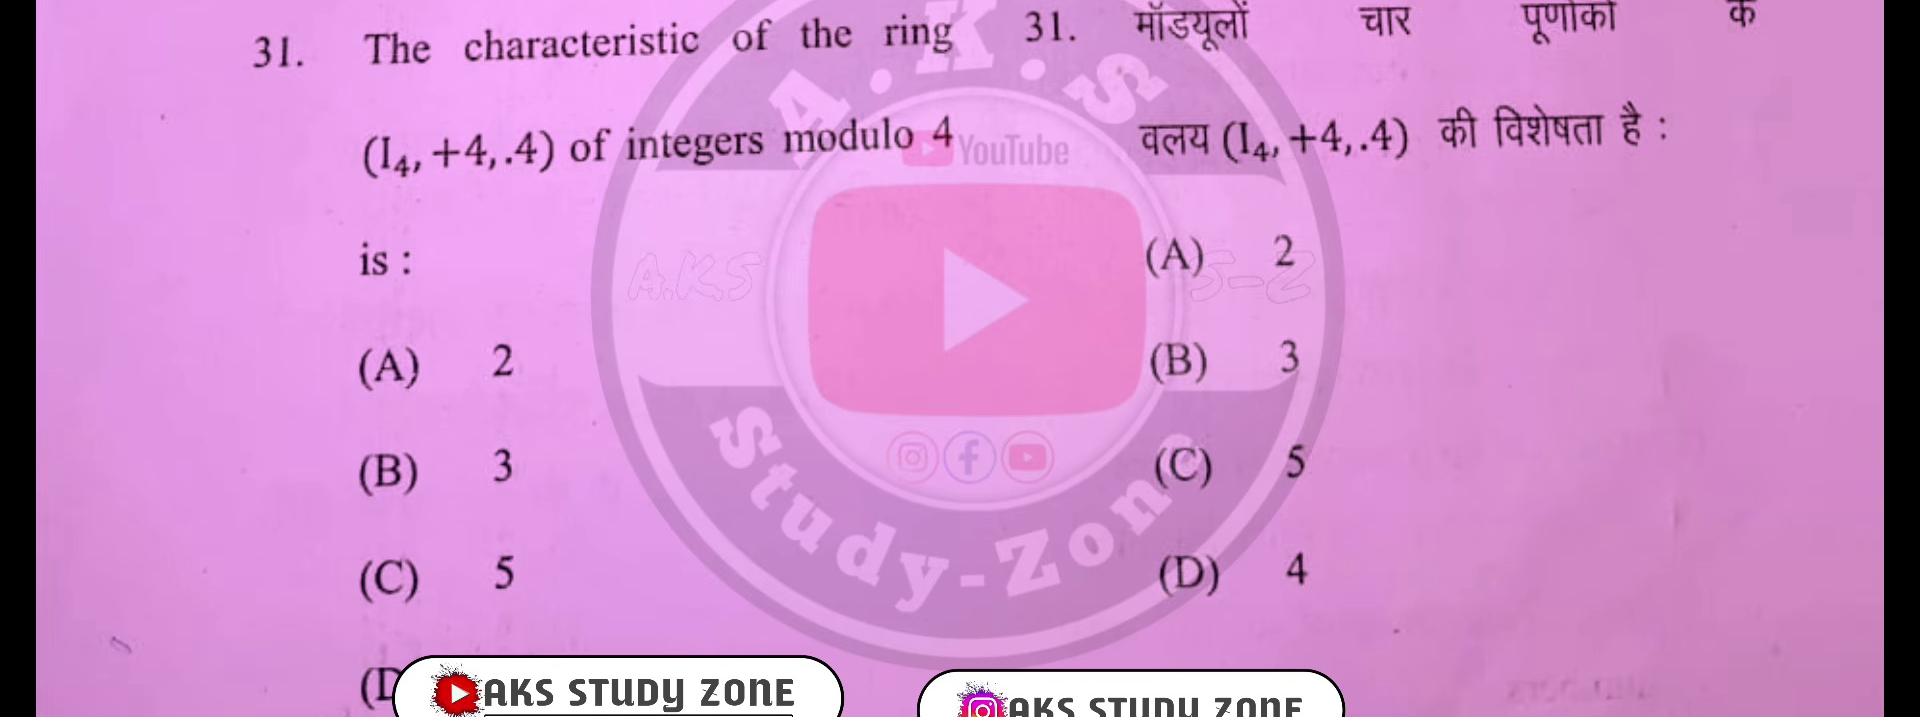 31. The characteristic of the ring
(I₄, +4, .4) of integers modulo 4
is :
(A) 2
(B) 3
(C) 5
31. मॉड्यूलों चार पूर्णांकों के
वलय (I₄, +4, .4) की विशेषता है :
(A) 2
(B) 3
(C) 5
(D) 4
A.K.S
YouTube
A.K.S
S-Z
Study-Zone
AKS STUDY ZONE
AKS STUDY ZONE